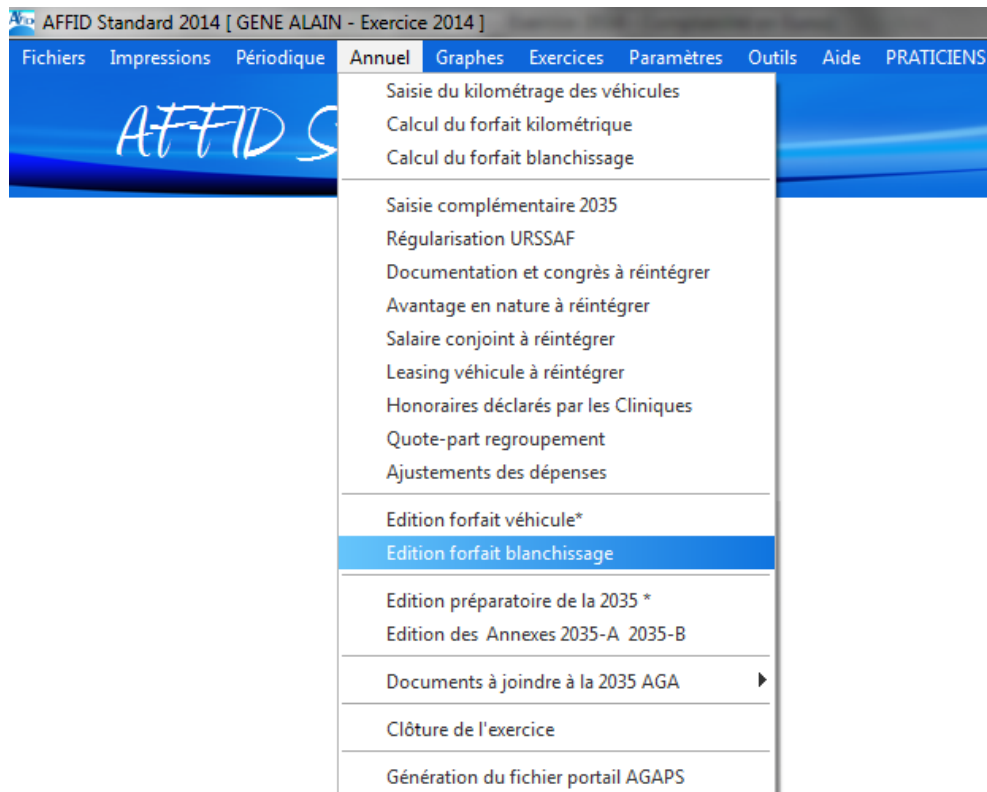 AFFID Standard 2014 [ GENE ALAIN - Exercice 2014 ]
Fichiers Impressions Périodique Annuel Graphes Exercices Paramètres Outils Aide PRATICIENS
AFFID S
Saisie du kilométrage des véhicules
Calcul du forfait kilométrique
Calcul du forfait blanchissage
Saisie complémentaire 2035
Régularisation URSSAF
Documentation et congrès à réintégrer
Avantage en nature à réintégrer
Salaire conjoint à réintégrer
Leasing véhicule à réintégrer
Honoraires déclarés par les Cliniques
Quote-part regroupement
Ajustements des dépenses
Edition forfait véhicule*
Edition forfait blanchissage
Edition préparatoire de la 2035 *
Edition des Annexes 2035-A 2035-B
Documents à joindre à la 2035 AGA
Clôture de l'exercice
Génération du fichier portail AGAPS